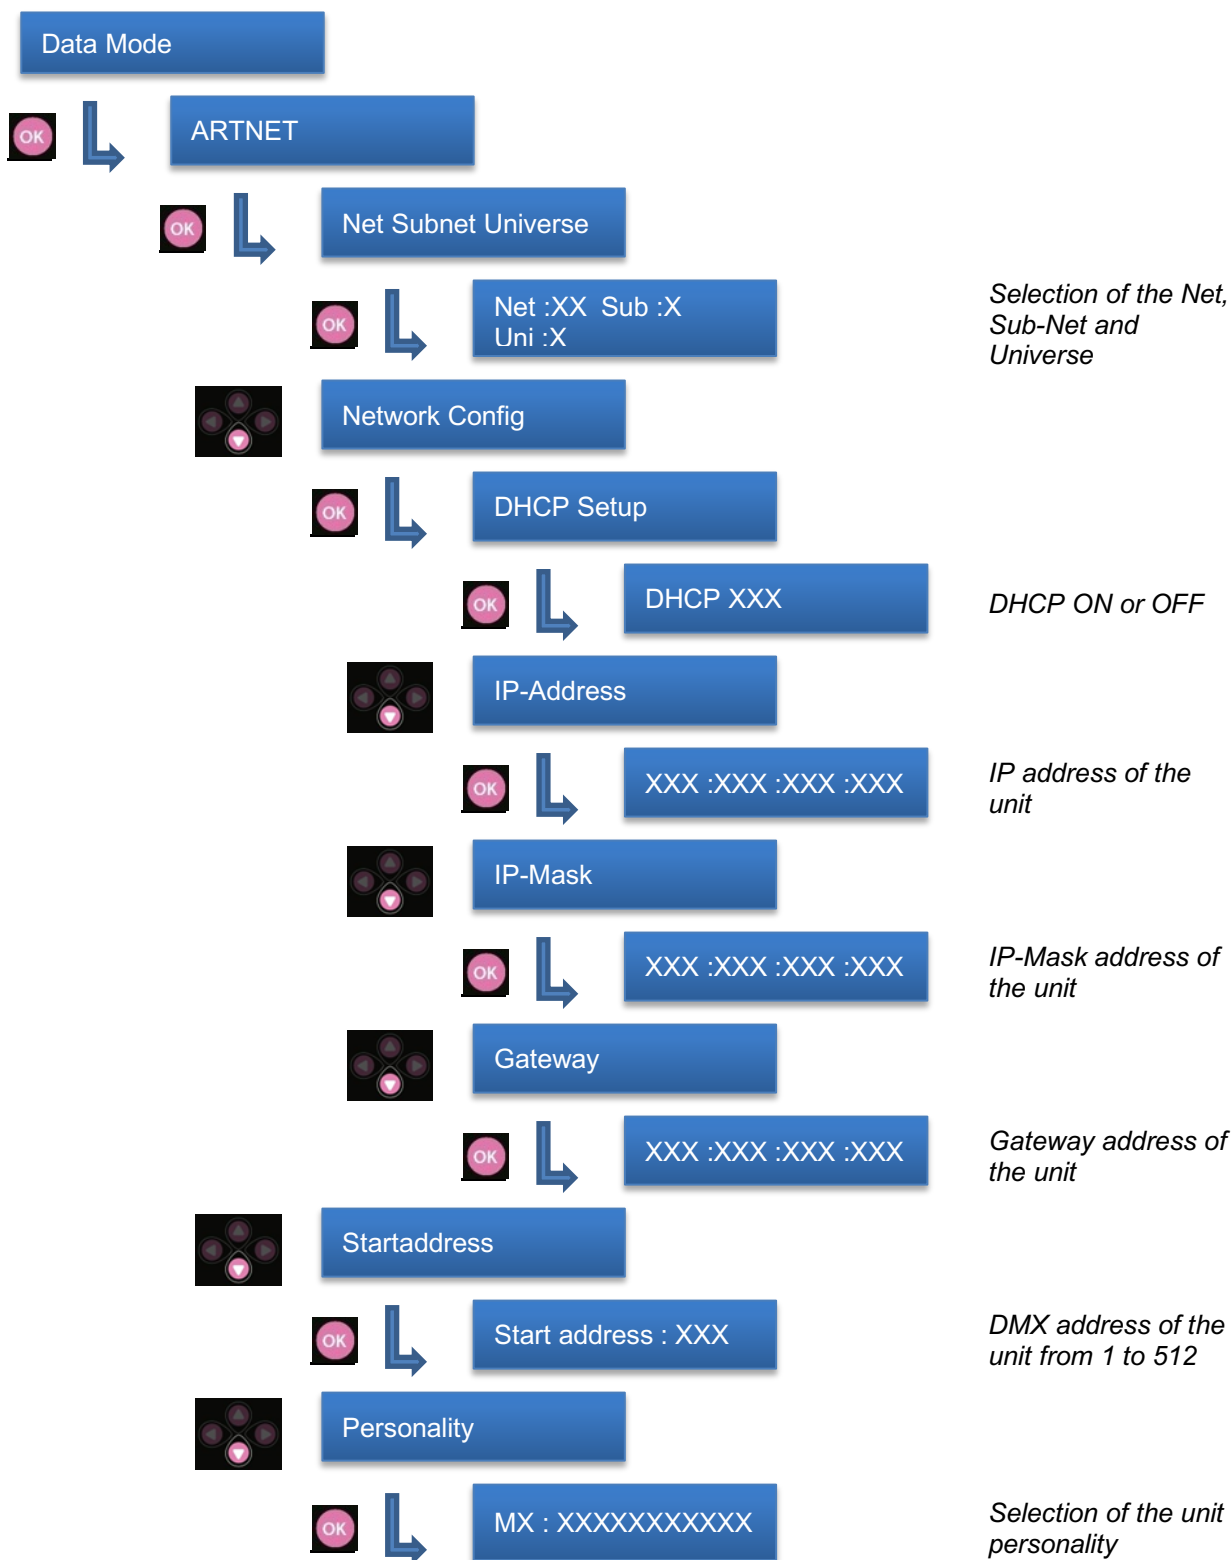 Data Mode
OK
ARTNET
OK
Net Subnet Universe
OK
Net :XX  Sub :X
Uni :X
Selection of the Net,
Sub-Net and
Universe
Network Config
OK
DHCP Setup
OK
DHCP XXX
DHCP ON or OFF
IP-Address
OK
XXX :XXX :XXX :XXX
IP address of the
unit
IP-Mask
OK
XXX :XXX :XXX :XXX
IP-Mask address of
the unit
Gateway
OK
XXX :XXX :XXX :XXX
Gateway address of
the unit
Startaddress
OK
Start address : XXX
DMX address of the
unit from 1 to 512
Personality
OK
MX : XXXXXXXXXXX
Selection of the unit
personality